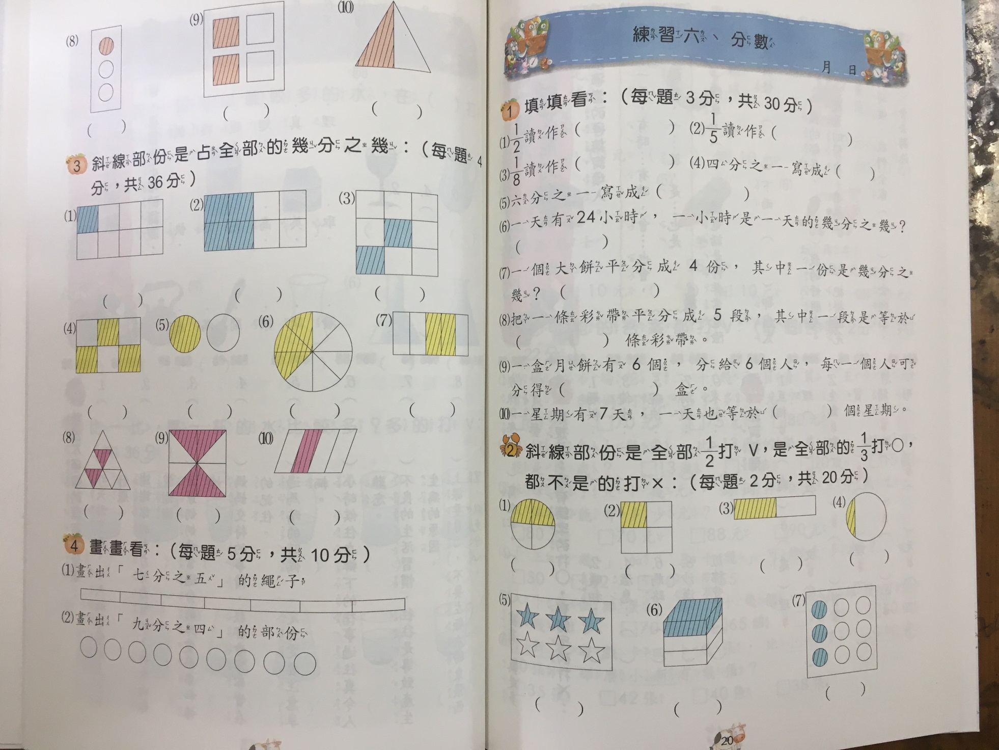 練習六、分數
月 日
1 填填看：（每題3分，共30分）
(1) 1/2 讀作（ ） (2) 1/5 讀作（ ）
(3) 1/8 讀作（ ） (4)四分之一寫成（ ）
(5)六分之一寫成（ ）
(6)一天有24小時，一小時是一天的幾分之幾？
（ ）
(7)一個大餅平分成4份，其中一份是幾分之
幾？（ ）
(8)把一條彩帶平分成5段，其中一段是等於
（ ）條彩帶。
(9)一盒月餅有6個，分給6個人，每一個人可
分得（ ）盒。
(10)一星期有7天，一天也等於（ ）個星期。
2 斜線部份是全部1/2打V，是全部的1/3打○，
都不是的打×：（每題2分，共20分）
(1) (2) (3) (4)
（ ） （ ） （ ） （ ）
(5) (6) (7)
（ ） （ ） （ ）
20
(8) (9) (10)
（ ） （ ） （ ）
3 斜線部份是占全部的幾分之幾：（每題4
分，共36分）
(1) (2) (3)
（ ） （ ） （ ）
(4) (5) (6) (7)
（ ） （ ） （ ） （ ）
(8) (9) (10)
（ ） （ ） （ ）
4 畫畫看：（每題5分，共10分）
(1)畫出「七分之五」的繩子
(2)畫出「九分之四」的部份